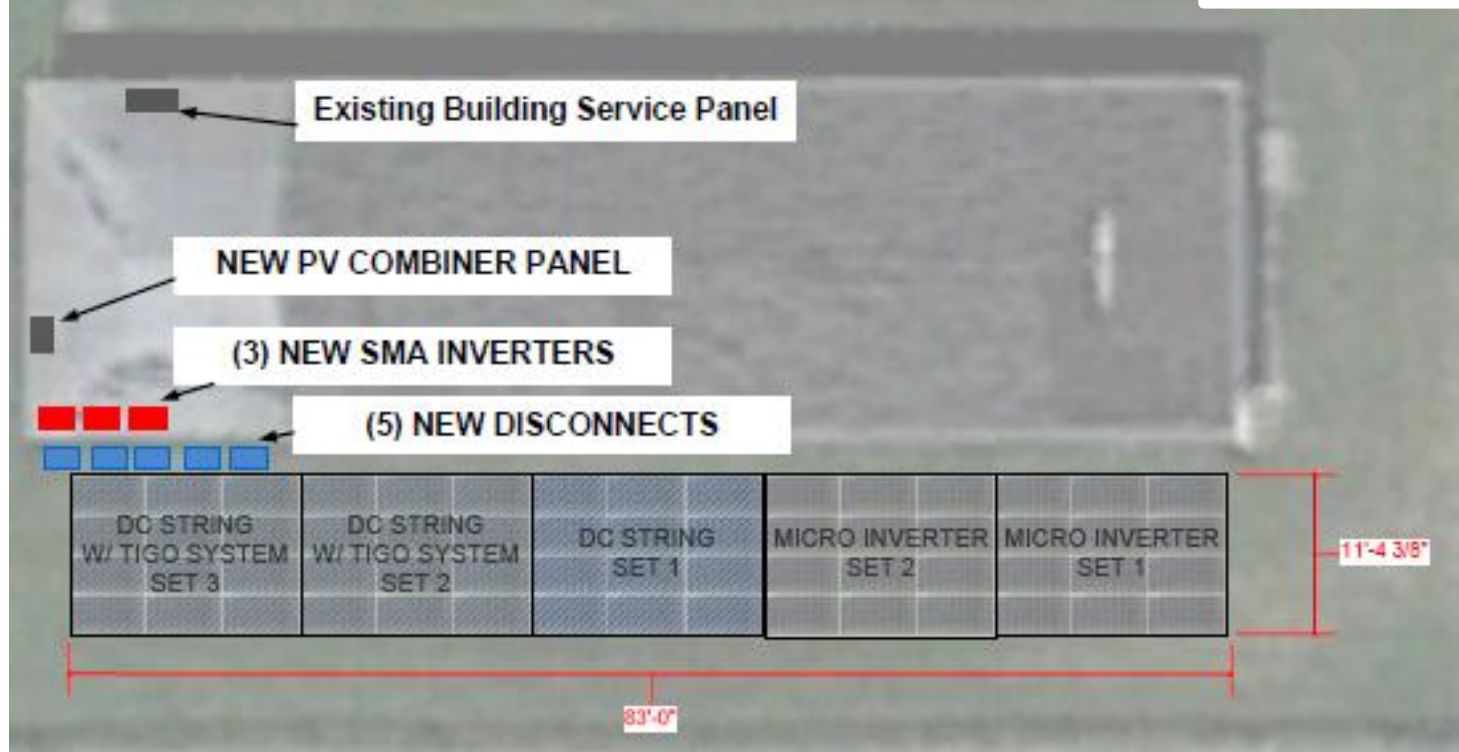 Existing Building Service Panel
NEW PV COMBINER PANEL
(3) NEW SMA INVERTERS
(5) NEW DISCONNECTS
DC STRING
W/ TIGO SYSTEM
SET 3
DC STRING
W/ TIGO SYSTEM
SET 2
DC STRING
SET 1
MICRO INVERTER
SET 2
MICRO INVERTER
SET 1
11'-4 3/8"
83'-0"